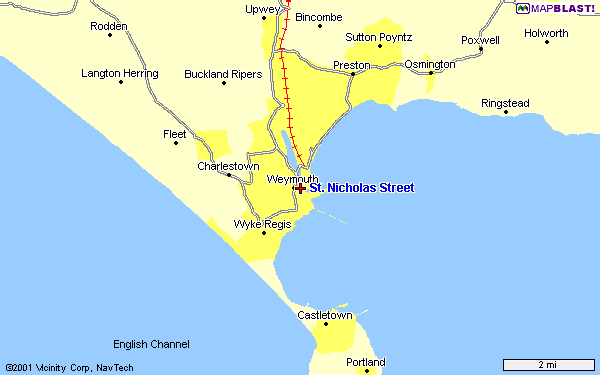 Upwey
Bincombe
MAPBLAST!
Rodden
Sutton Poyntz
Poxwell
Holworth
Langton Herring
Buckland Ripers
Preston
Osmington
Ringstead
Fleet
Charlestown
Weymouth
St. Nicholas Street
Wyke Regis
Castletown
English Channel
Portland
2 mi
©2001 Vicinity Corp, NavTech